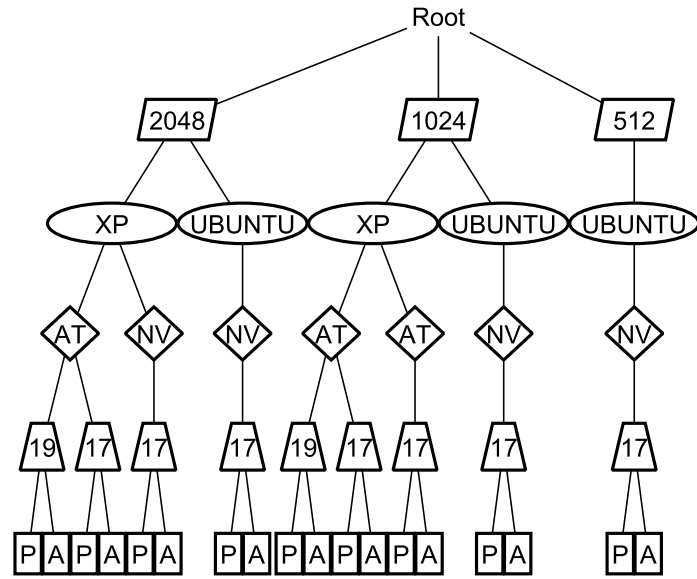 Root
2048 1024 512
XP UBUNTU XP UBUNTU UBUNTU
AT NV NV AT AT NV NV
19 17 17 17 19 17 17 17 17
P A P A P A P A P A P A P A P A P A